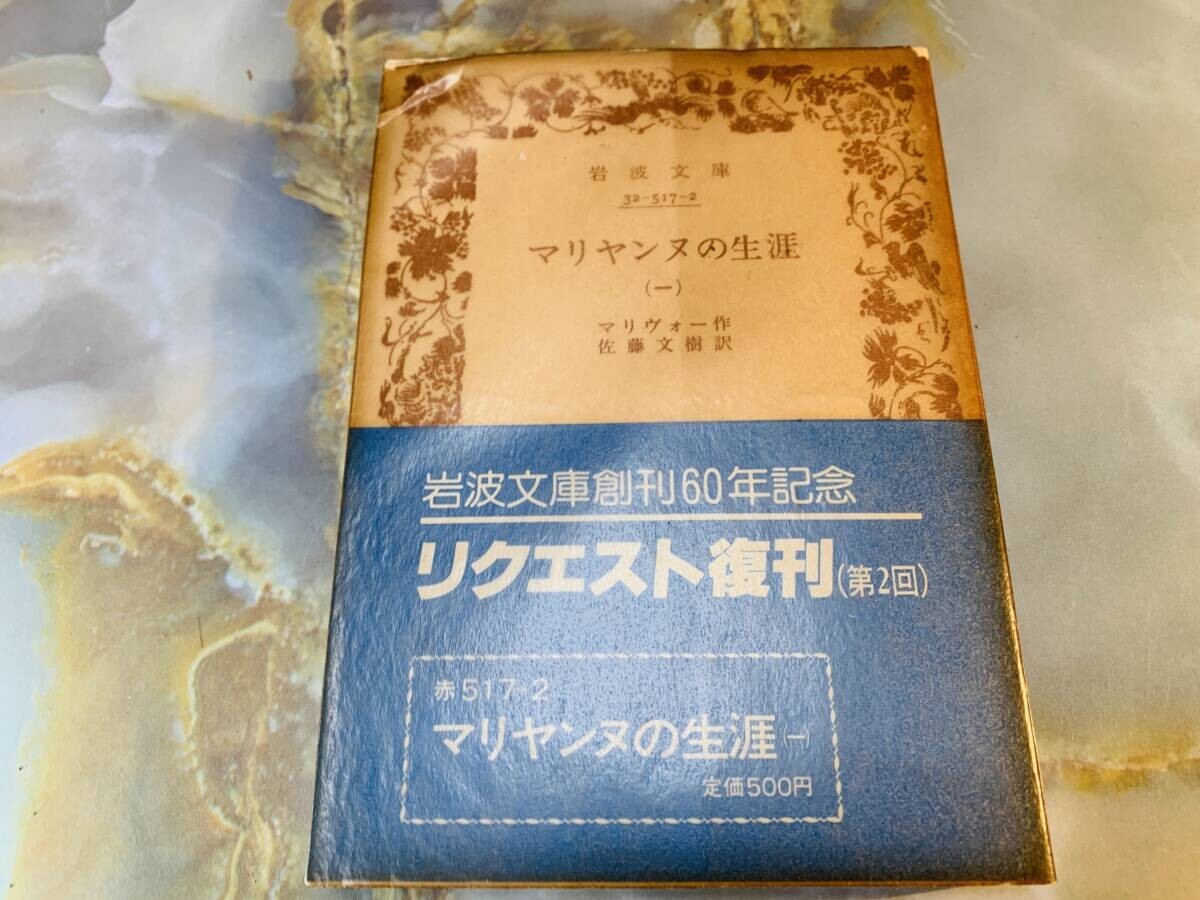 岩波文庫
32-517-2
マリヤンヌの生涯
(一)
マリヴォー作
佐藤文樹訳
岩波文庫創刊60年記念
リクエスト復刊(第2回)
赤517-2
マリヤンヌの生涯(一)
定価500円